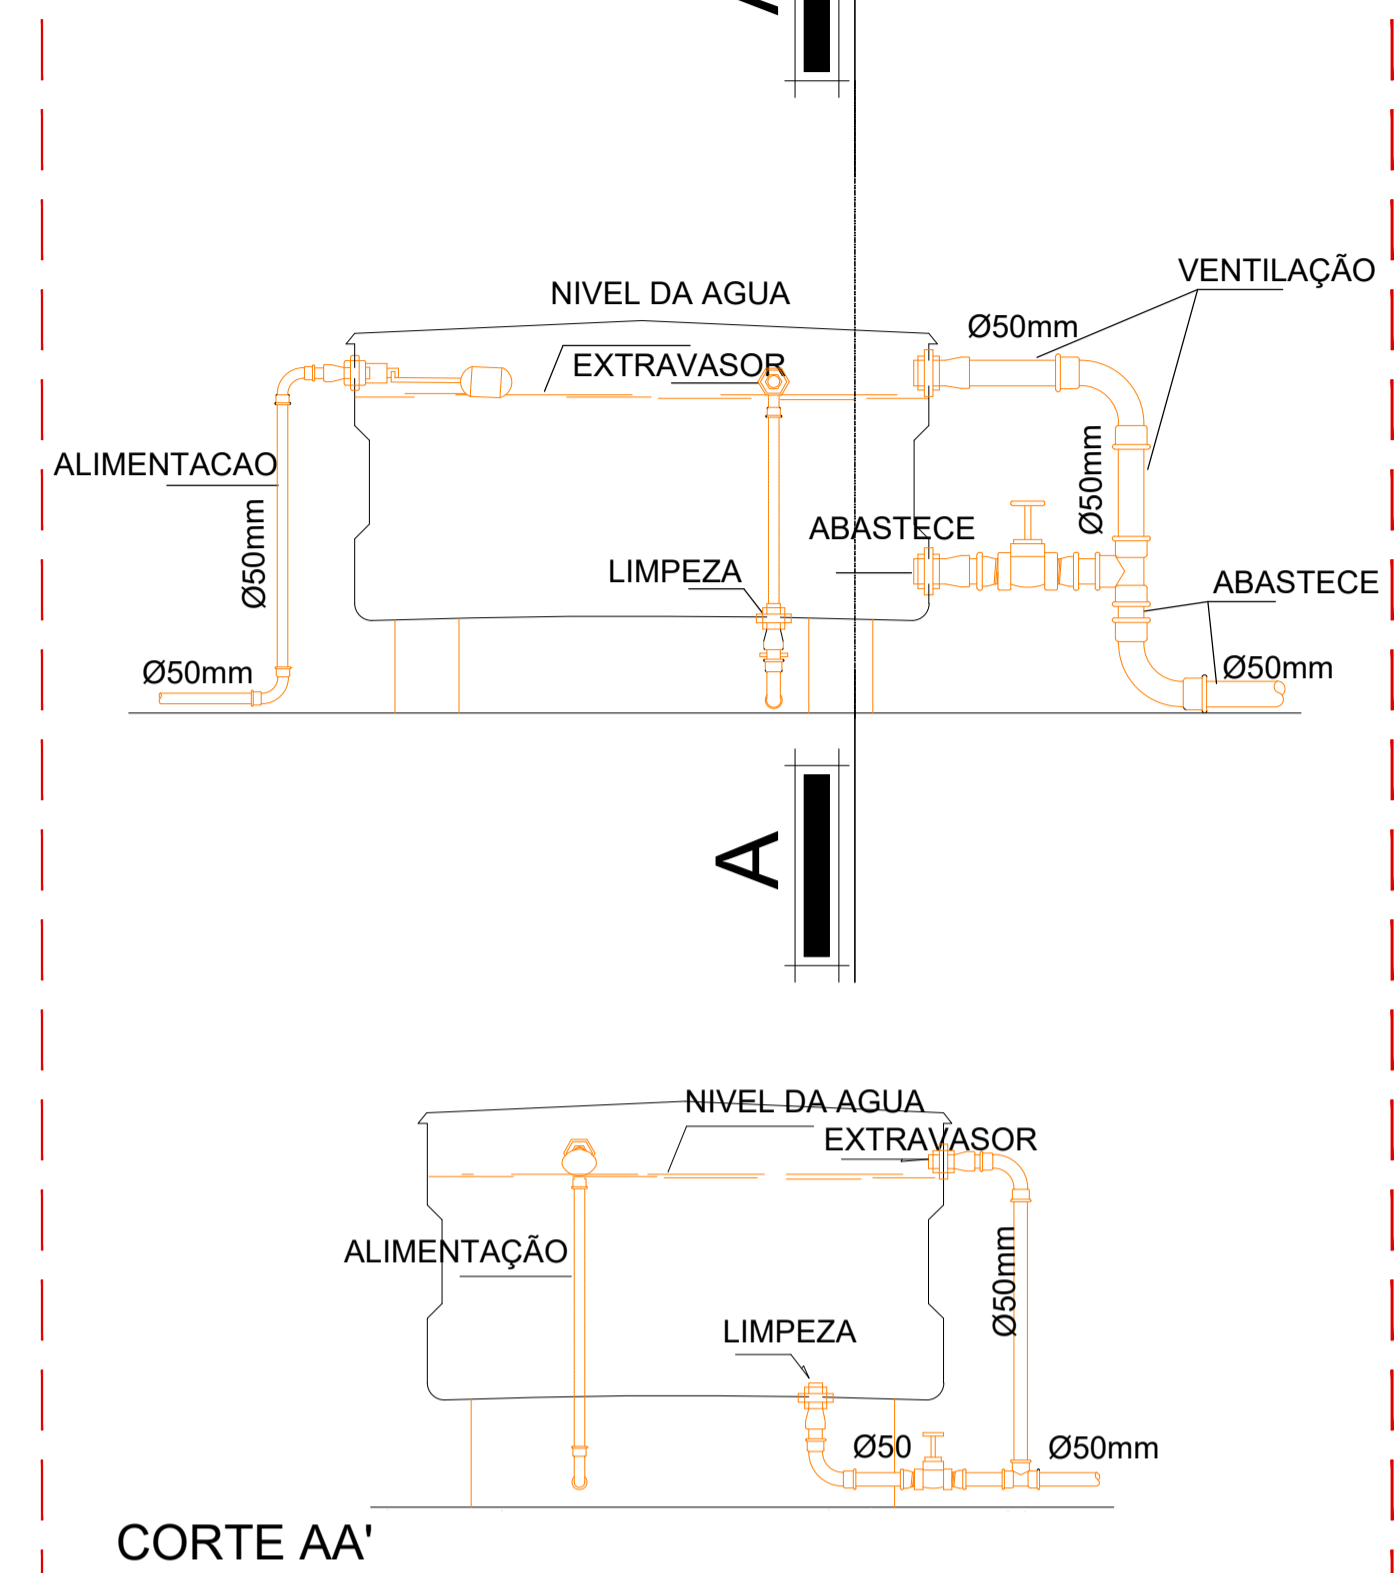 NIVEL DA AGUA
VENTILAÇÃO
Ø50mm
EXTRAVASOR
ALIMENTACAO
Ø50mm
Ø50mm
ABASTECE
LIMPEZA
ABASTECE
Ø50mm
Ø50mm
A
NIVEL DA AGUA
EXTRAVASOR
ALIMENTAÇÃO
Ø50mm
LIMPEZA
Ø50
Ø50mm
CORTE AA'